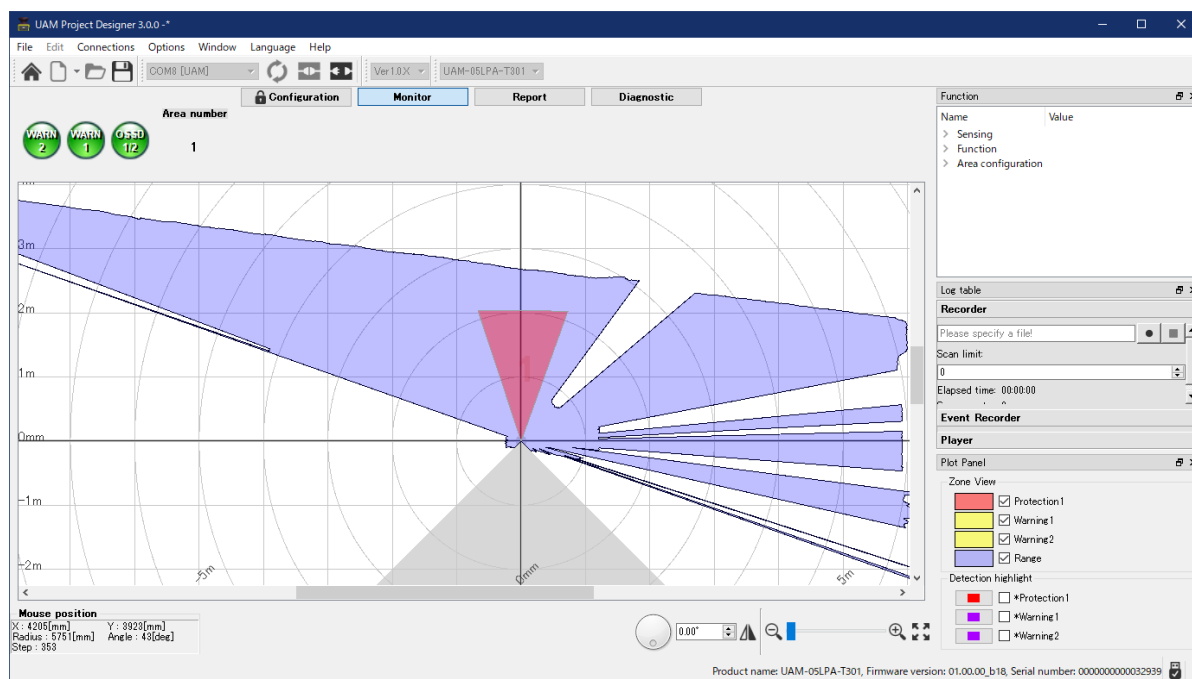 UAM Project Designer 3.0.0 -*
File Edit Connections Options Window Language Help
COM8 [UAM] Ver1.0.X UAM-05LPA-T301
Configuration Monitor Report Diagnostic
Area number
WARN 2 WARN 1 OSSD 1/2 1
Function
Name Value
Sensing
Function
Area configuration
3m
2m
1m
0mm
-1m
-2m
-5m 0mm 5m
1
Log table
Recorder
Please specify a file!
Scan limit:
0
Elapsed time: 00:00:00
Event Recorder
Player
Plot Panel
Zone View
Protection1
Warning1
Warning2
Range
Detection highlight
*Protection1
*Warning1
*Warning2
Mouse position
X : 4205[mm] Y : 3923[mm]
Radius : 5751[mm] Angle : 43[deg]
Step : 353
0.00°
Product name: UAM-05LPA-T301, Firmware version: 01.00.00_b18, Serial number: 0000000000032939